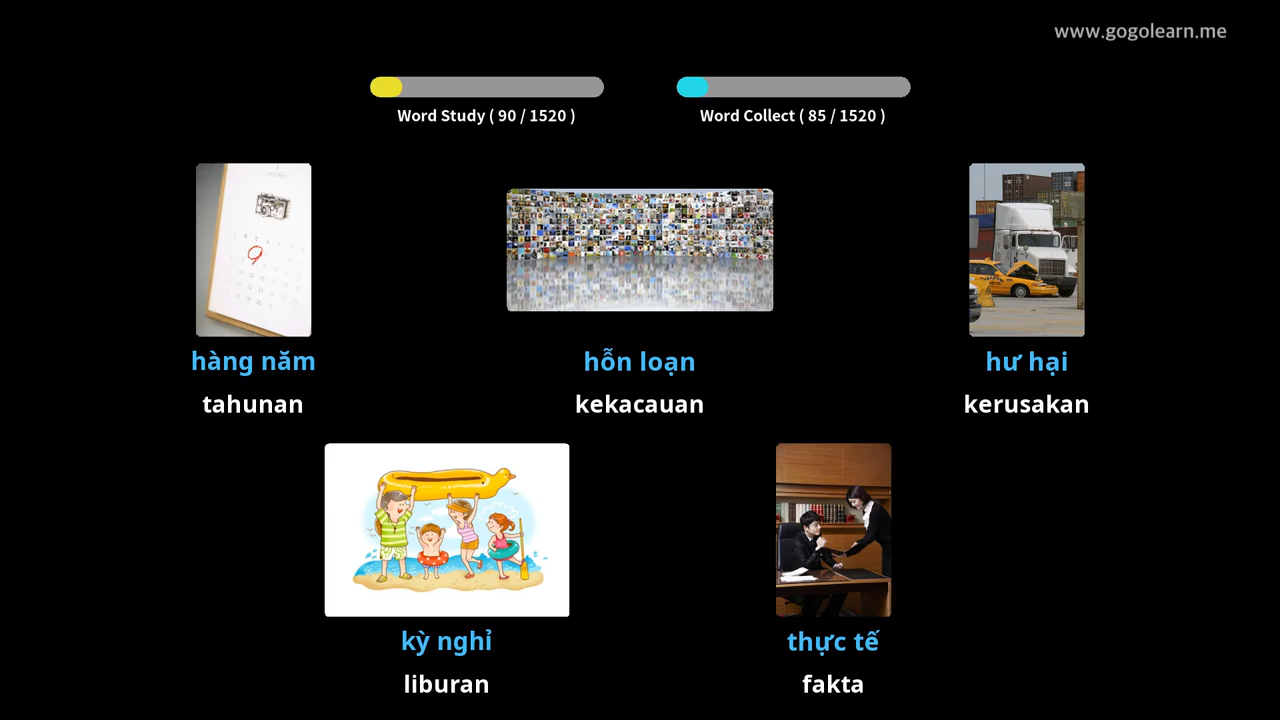 www.gogolearn.me
Word Study ( 90 / 1520 )
Word Collect ( 85 / 1520 )
hàng năm
tahunan
hỗn loạn
kekacauan
hư hại
kerusakan
kỳ nghỉ
liburan
thực tế
fakta